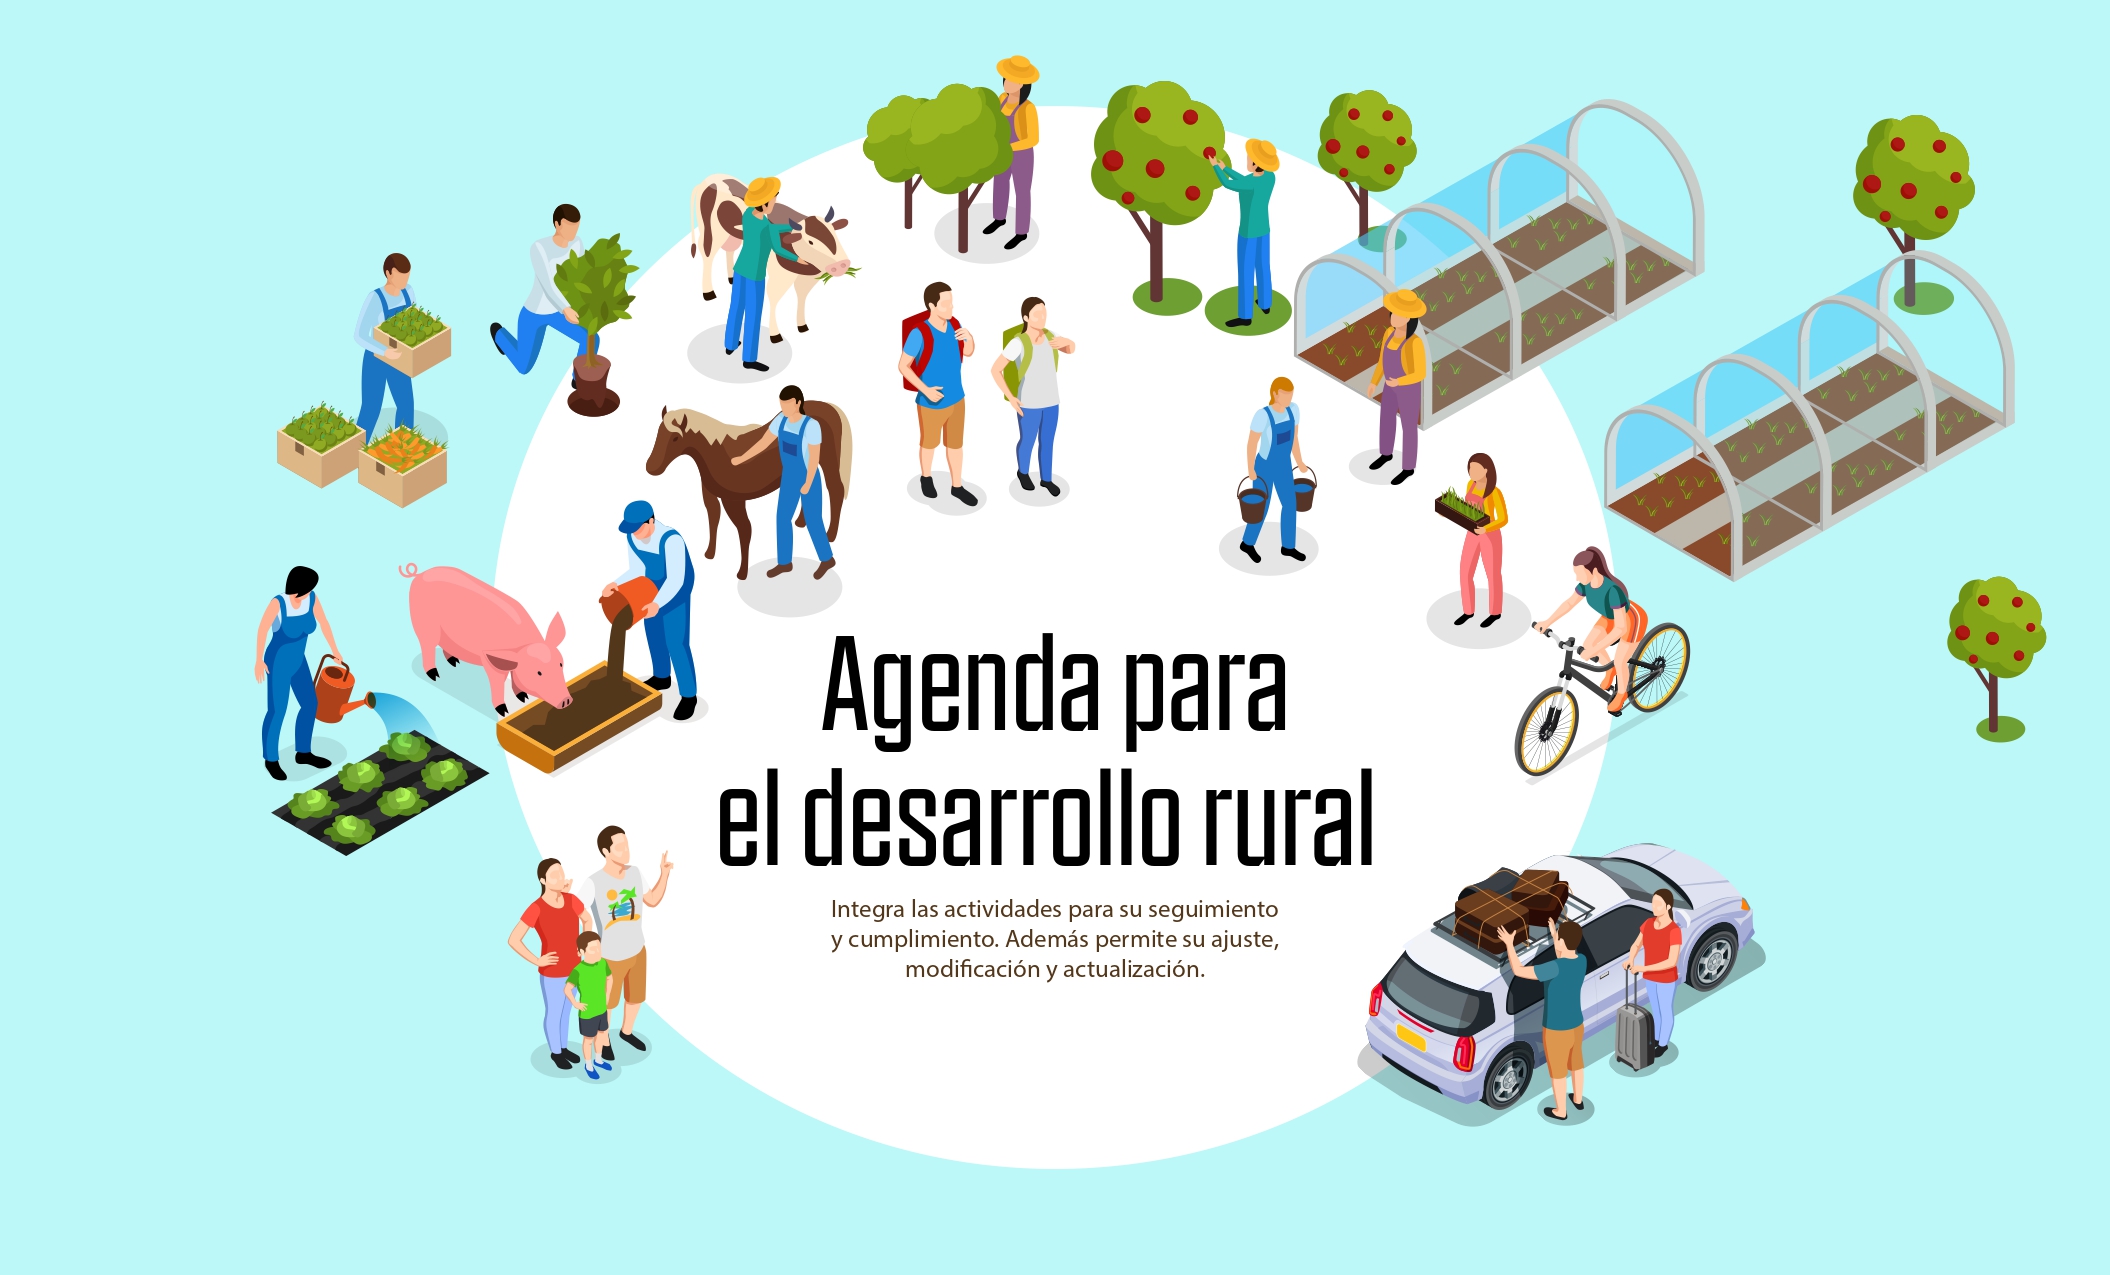 Agenda para
el desarrollo rural
Integra las actividades para su seguimiento
y cumplimiento. Además permite su ajuste,
modificación y actualización.